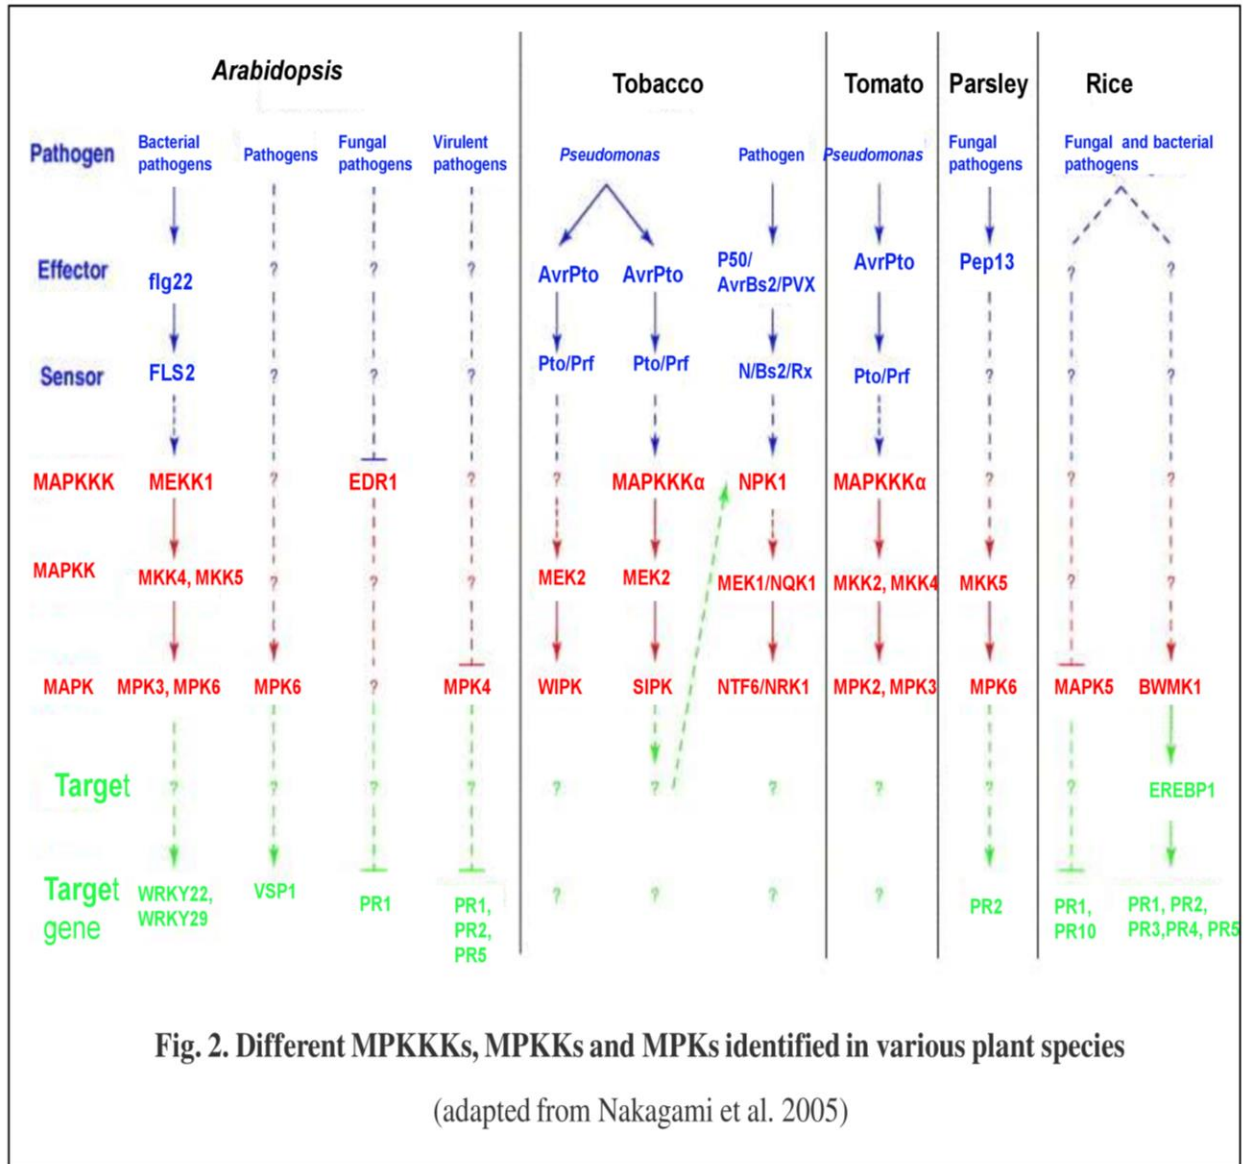 Arabidopsis Tobacco Tomato Parsley Rice
Pathogen Bacterial pathogens Pathogens Fungal pathogens Virulent pathogens Pseudomonas Pathogen Pseudomonas Fungal pathogens Fungal and bacterial pathogens
Effector flg22 ? ? ? AvrPto AvrPto P50/ AvrBs2/PVX AvrPto Pep13 ? ?
Sensor FLS2 ? ? ? Pto/Prf Pto/Prf N/Bs2/Rx Pto/Prf ? ? ?
MAPKKK MEKK1 ? EDR1 ? ? MAPKKKα NPK1 MAPKKKα ? ? ?
MAPKK MKK4, MKK5 ? ? ? MEK2 MEK2 MEK1/NQK1 MKK2, MKK4 MKK5 ? ?
MAPK MPK3, MPK6 MPK6 ? MPK4 WIPK SIPK NTF6/NRK1 MPK2, MPK3 MPK6 MAPK5 BWMK1
Target ? ? ? ? ? ? ? ? ? ? EREBP1
Target gene WRKY22, WRKY29 VSP1 PR1 PR1, PR2, PR5 ? ? ? ? PR2 PR1, PR10 PR1, PR2, PR3,PR4, PR5
Fig. 2. Different MPKKKs, MPKKs and MPKs identified in various plant species
(adapted from Nakagami et al. 2005)